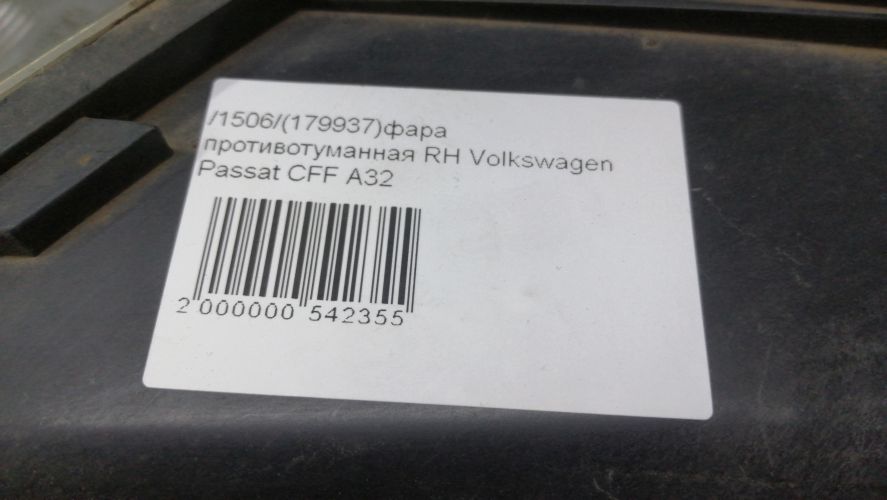 /1506/(179937)фара
противотуманная RH Volkswagen
Passat CFF A32
2 000000 542355